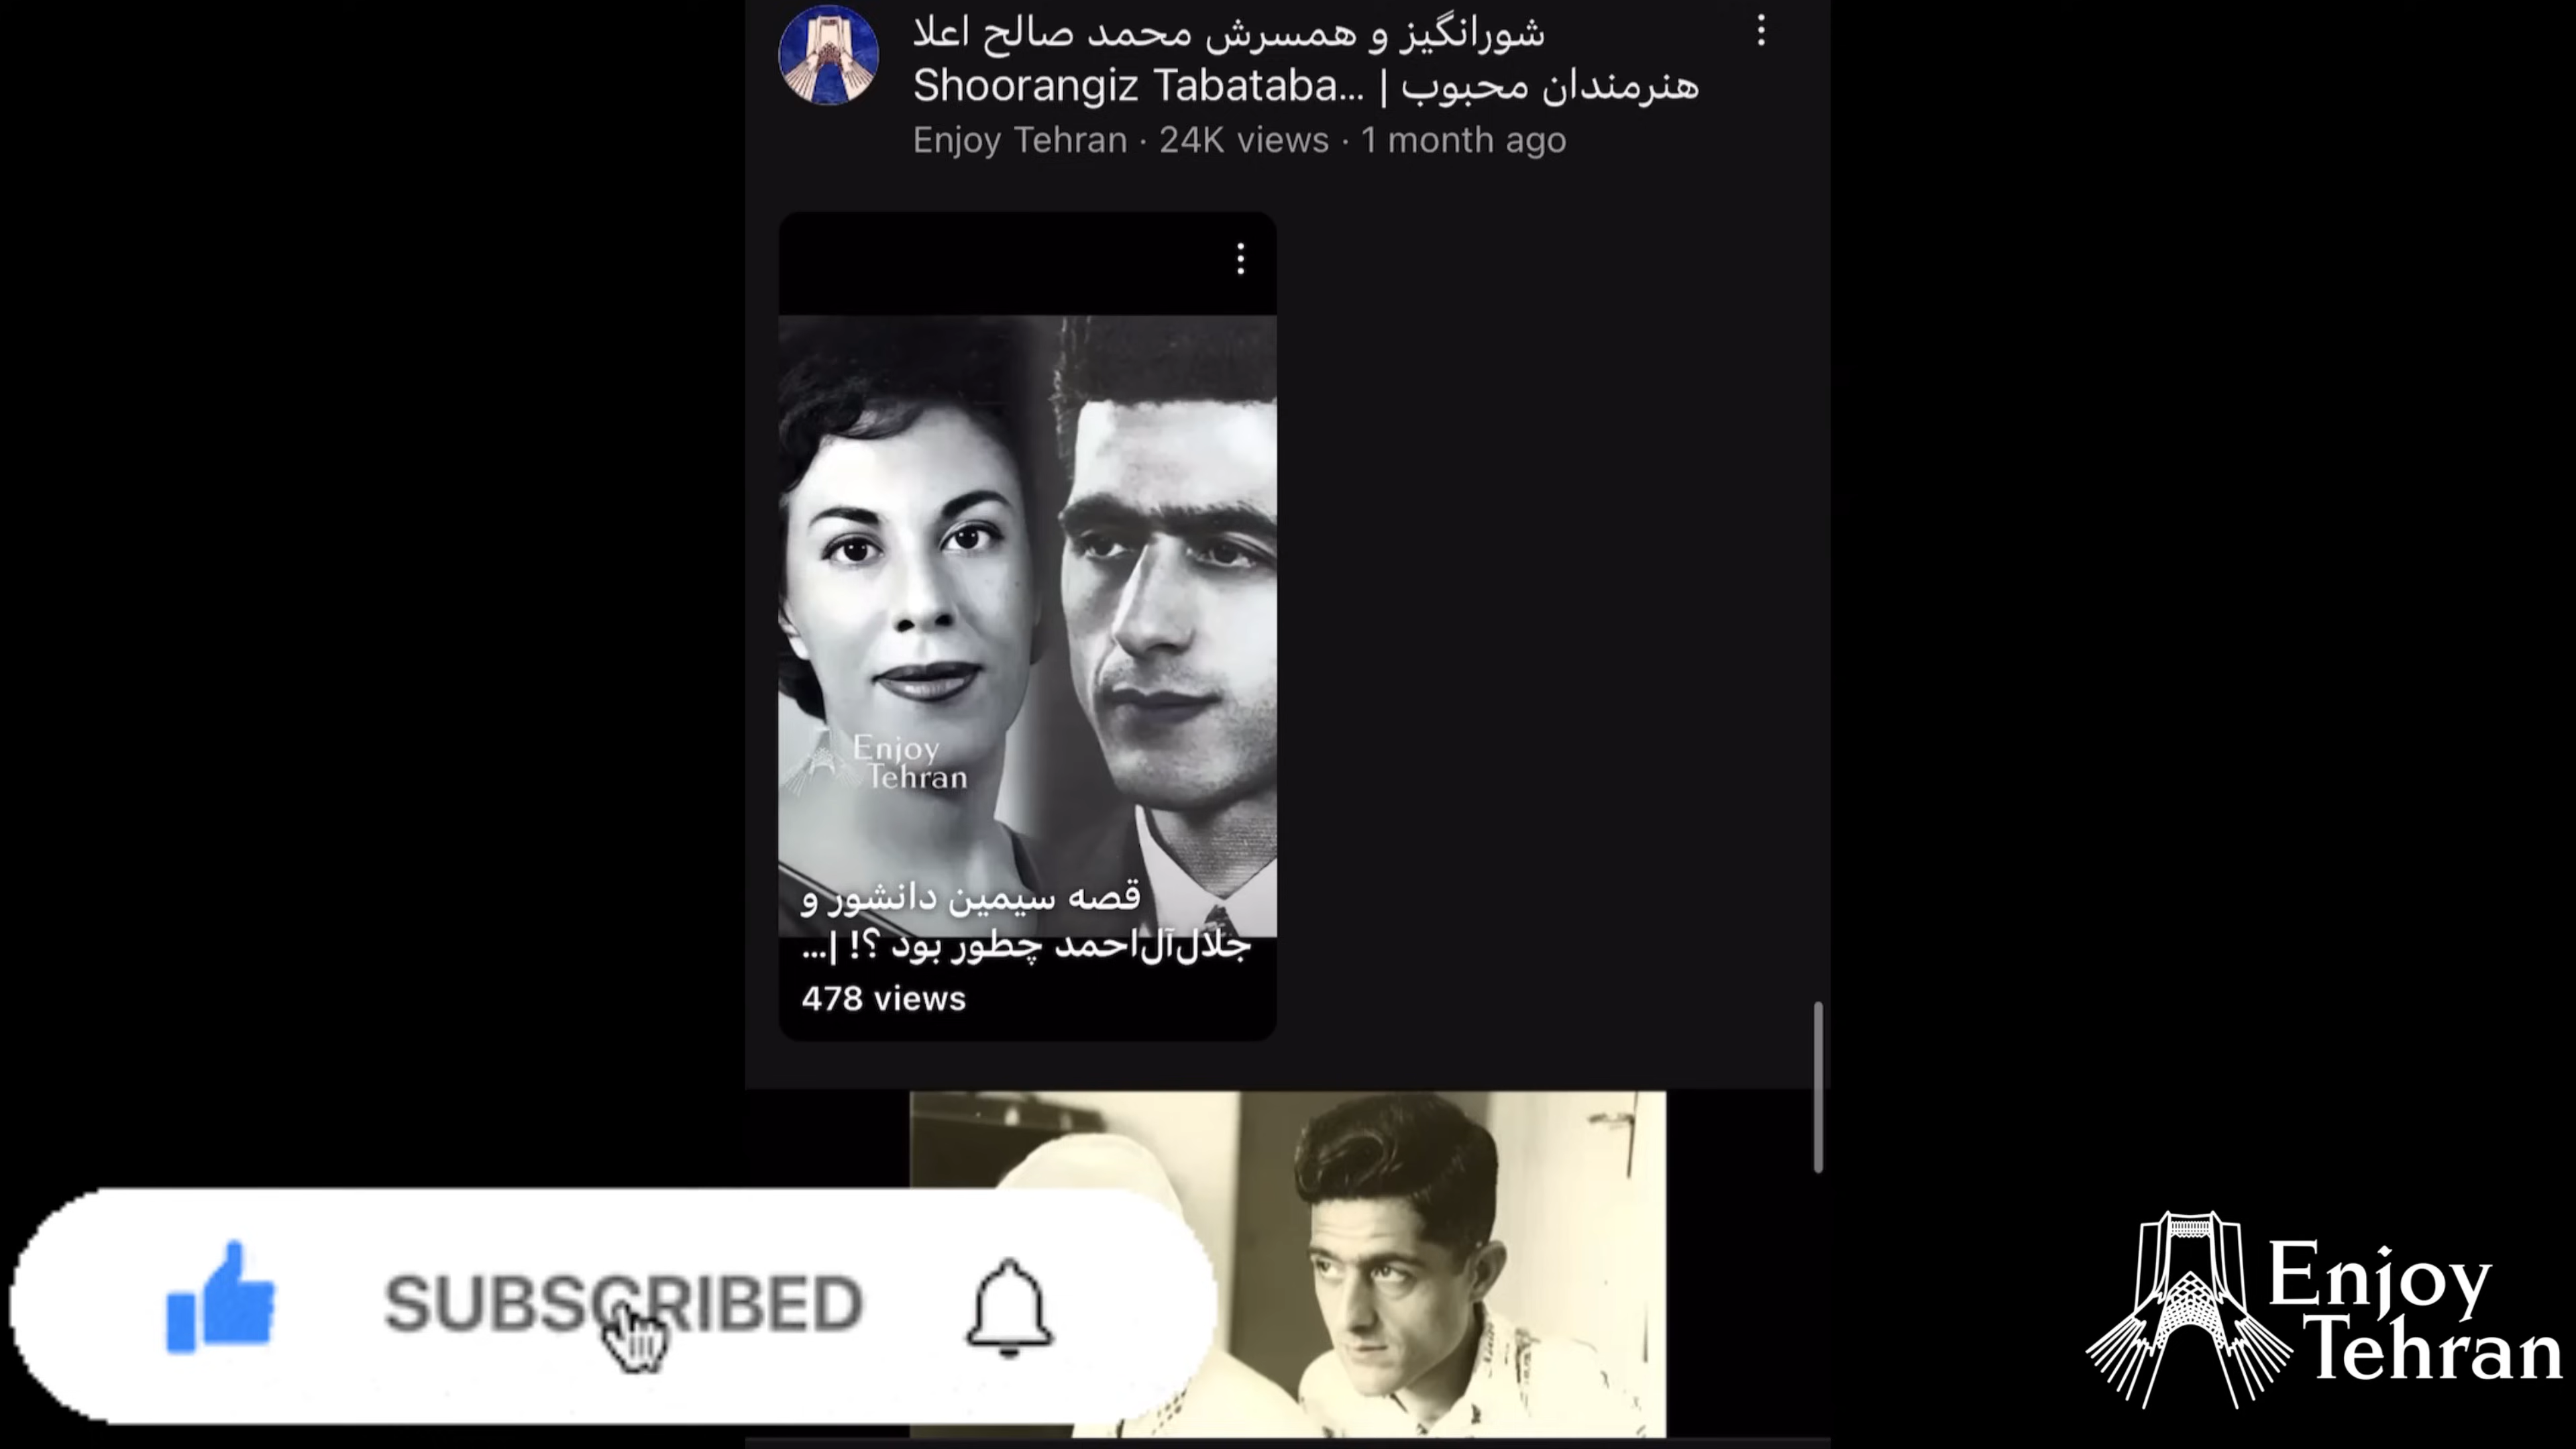 شورانگیز و همسرش محمد صالح اعلا
هنرمندان محبوب | Shoorangiz Tabataba...
Enjoy Tehran · 24K views · 1 month ago
Enjoy
Tehran
قصه سیمین دانشور و
جلال‌آل‌احمد چطور بود ؟! |...
478 views
SUBSCRIBED
Enjoy
Tehran